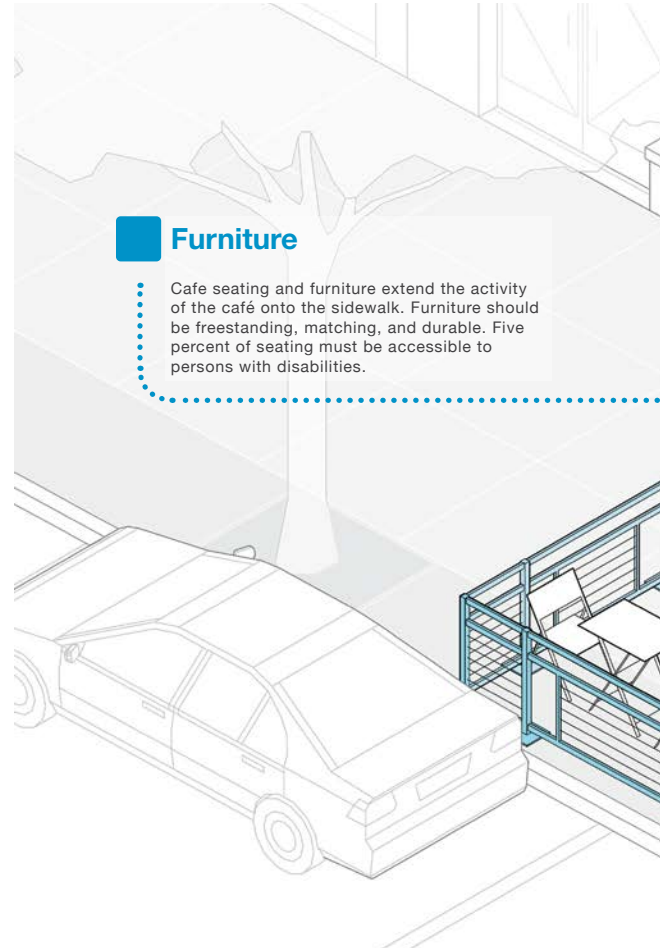 Furniture
Cafe seating and furniture extend the activity
of the café onto the sidewalk. Furniture should
be freestanding, matching, and durable. Five
percent of seating must be accessible to
persons with disabilities.